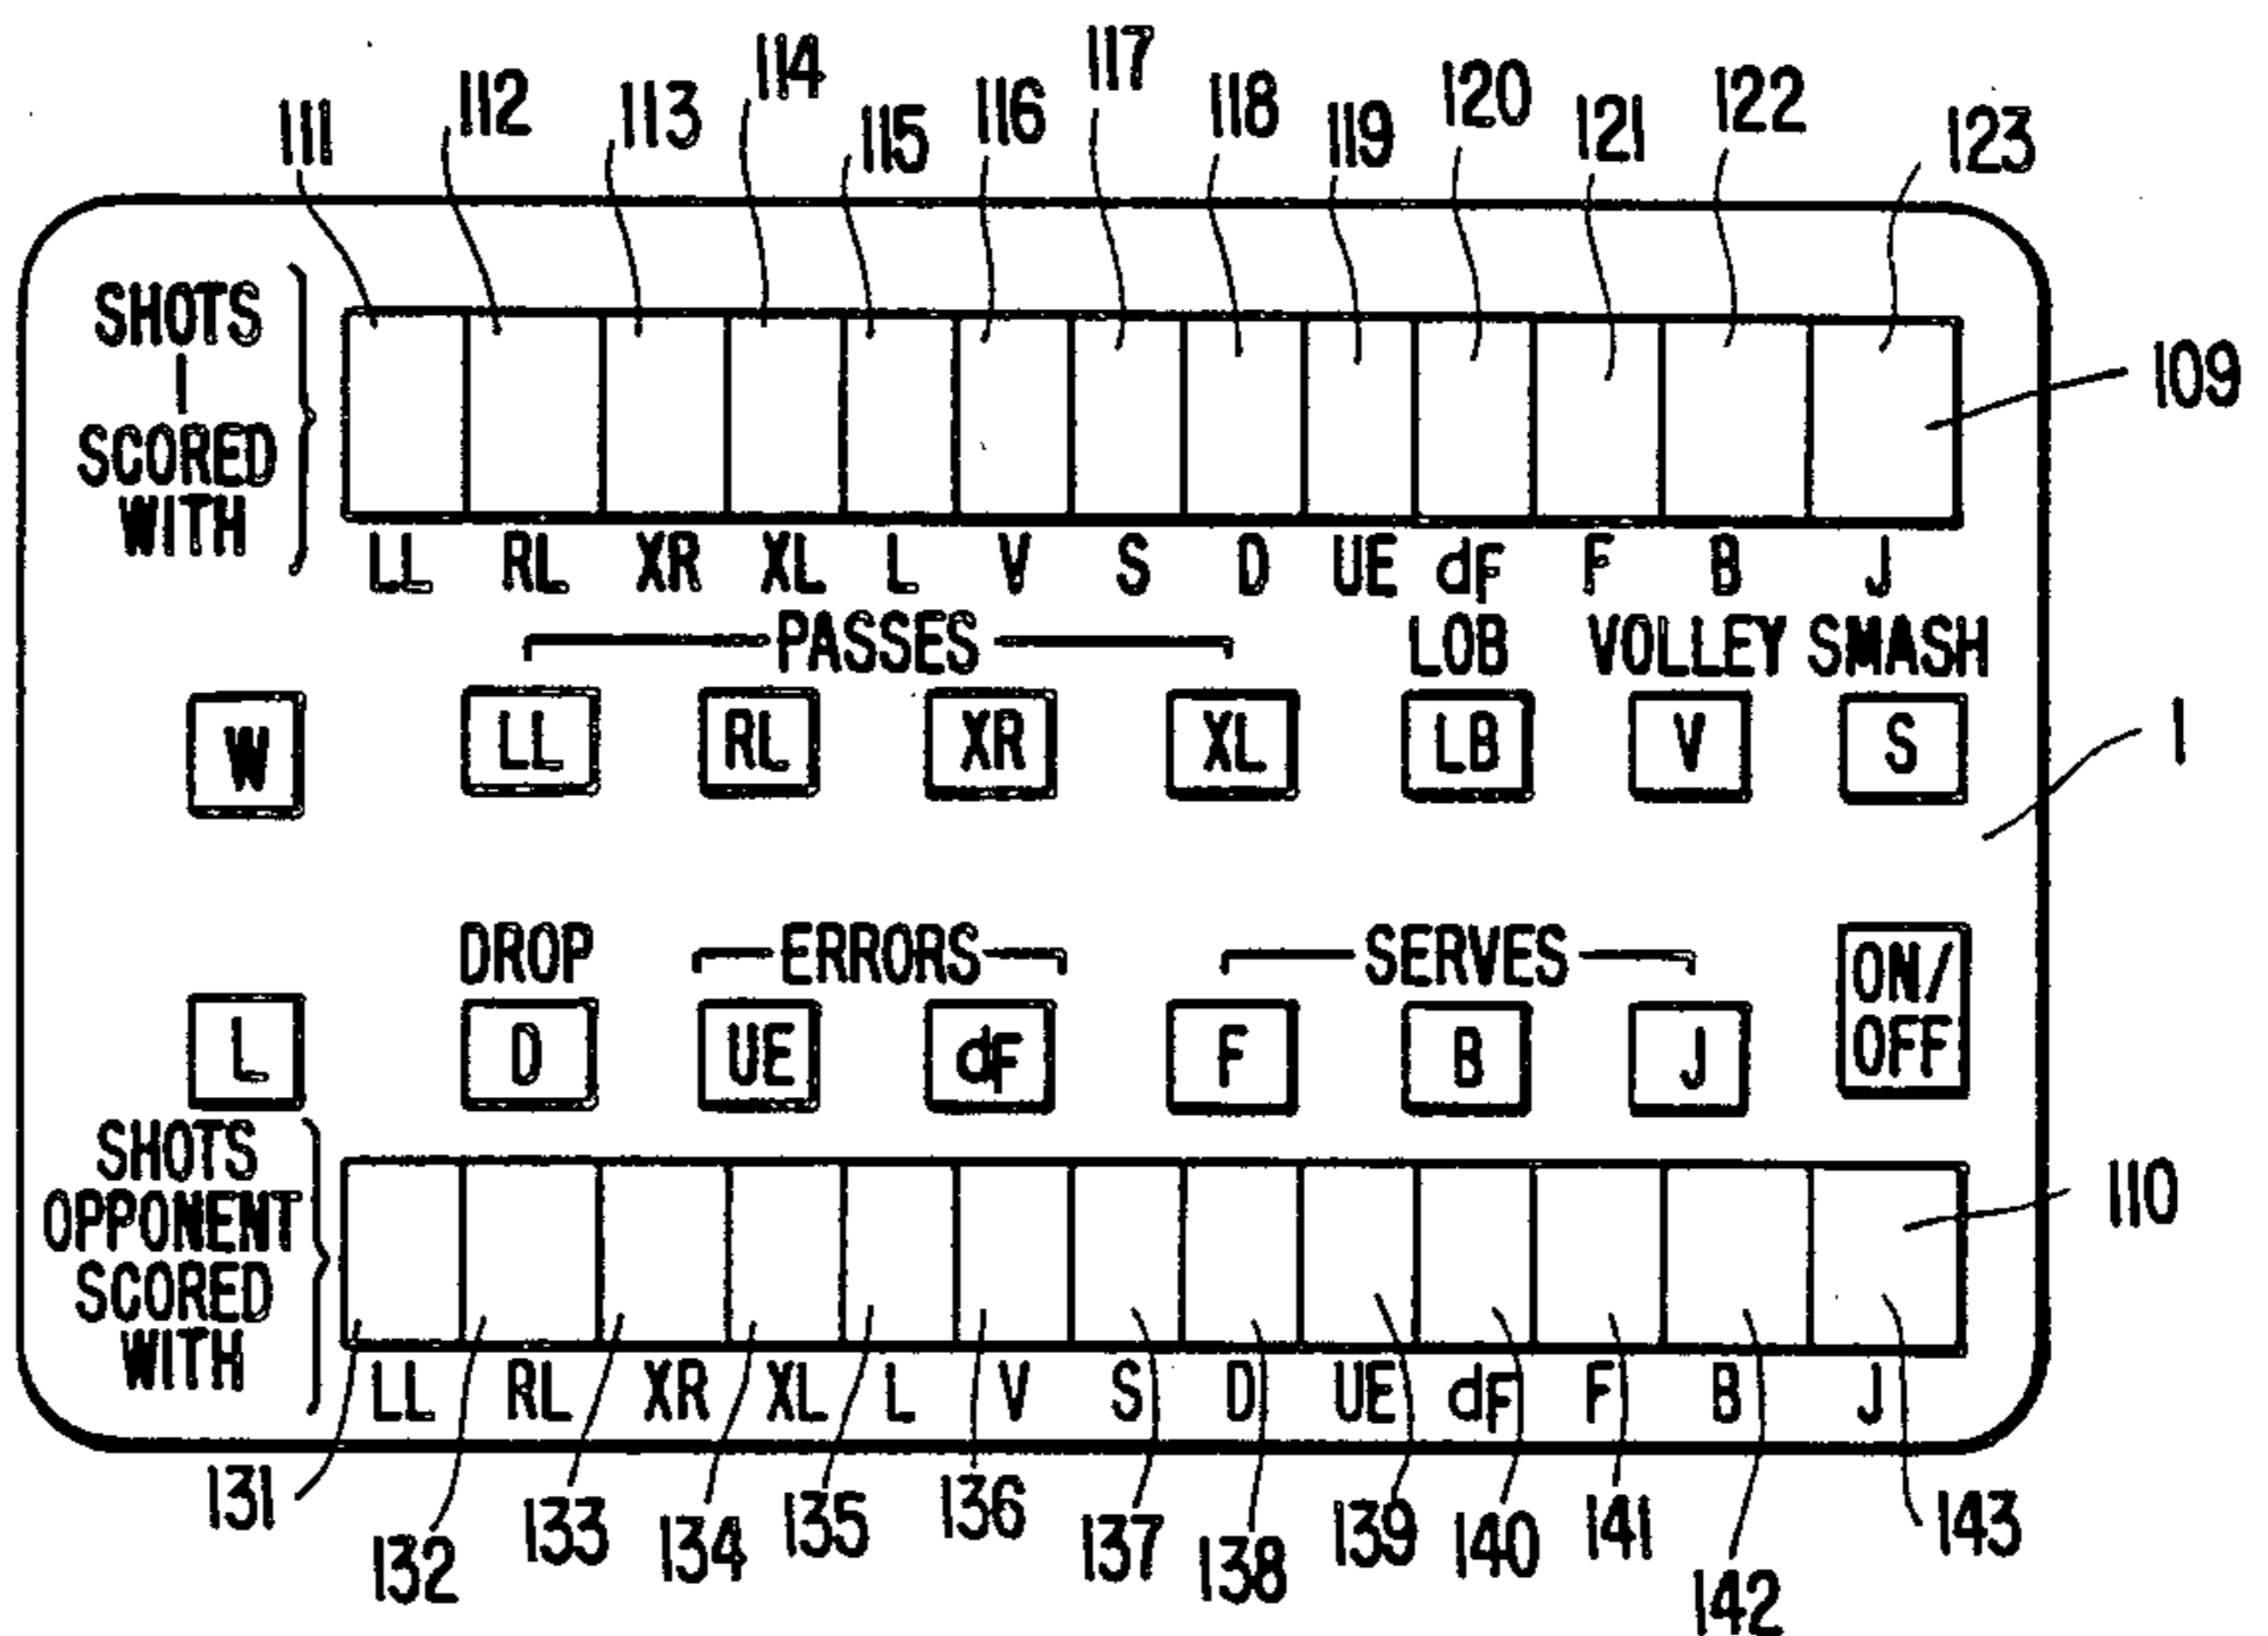 111 112 113 114 115 116 117 118 119 120 121 122 123
SHOTS
SCORED
WITH
109
LL RL XR XL L V S D UE dF F B J
PASSES LOB VOLLEY SMASH
W LL RL XR XL LB V S
1
DROP ERRORS SERVES ON/
OFF
L D UE dF F B J
SHOTS
OPPONENT
SCORED
WITH
110
LL RL XR XL L V S D UE dF F B J
131 132 133 134 135 136 137 138 139 140 141 142 143